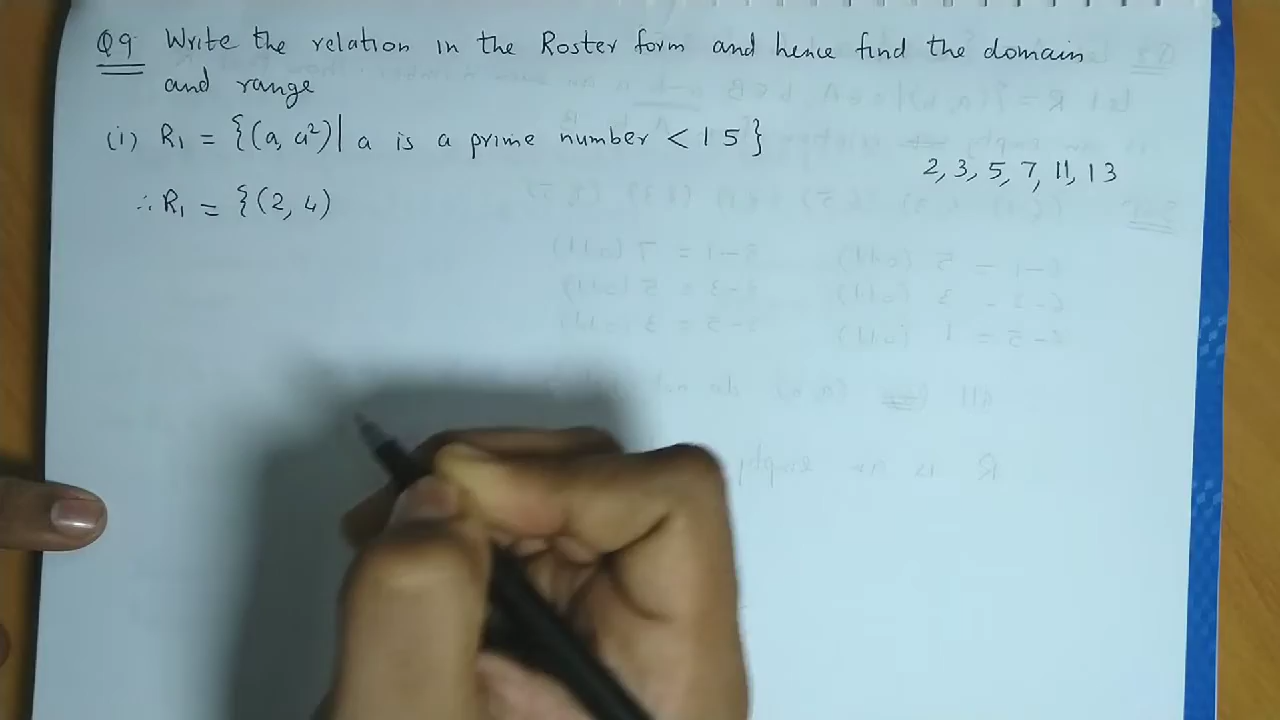 Q9. Write the relation in the Roster form and hence find the domain
and range
(i) R₁ = {(a, a²)| a is a prime number < 15}
2, 3, 5, 7, 11, 13
∴ R₁ = {(2, 4)